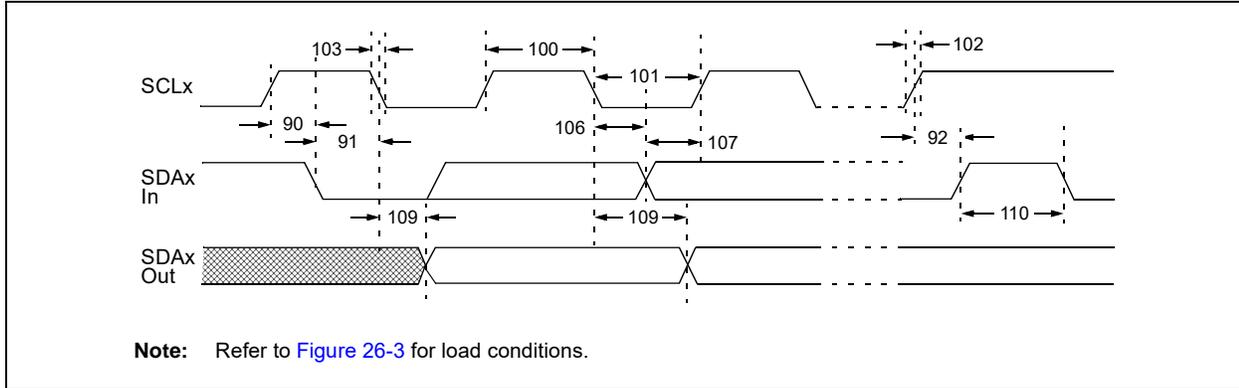 103
100
102
SCLx
101
90
91
106
107
92
SDAx
In
109
109
110
SDAx
Out
Note: Refer to Figure 26-3 for load conditions.